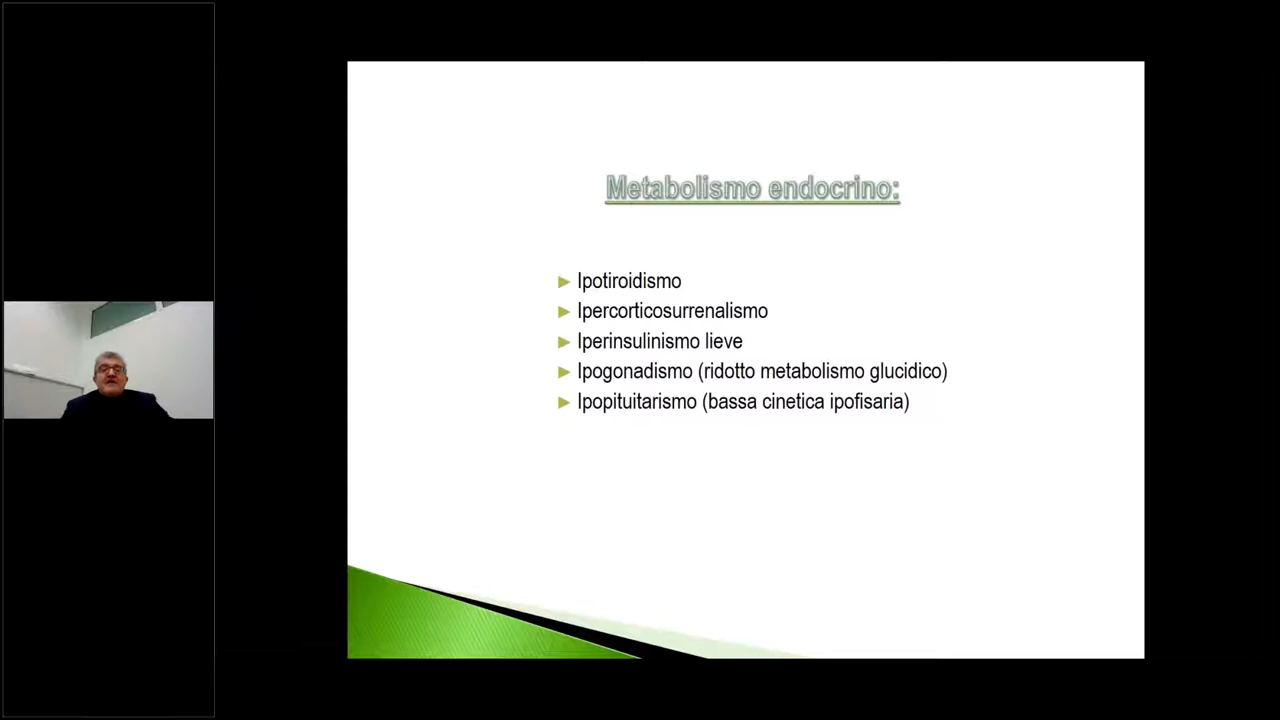 Metabolismo endocrino:
Ipotiroidismo
Ipercorticosurrenalismo
Iperinsulinismo lieve
Ipogonadismo (ridotto metabolismo glucidico)
Ipopituitarismo (bassa cinetica ipofisaria)